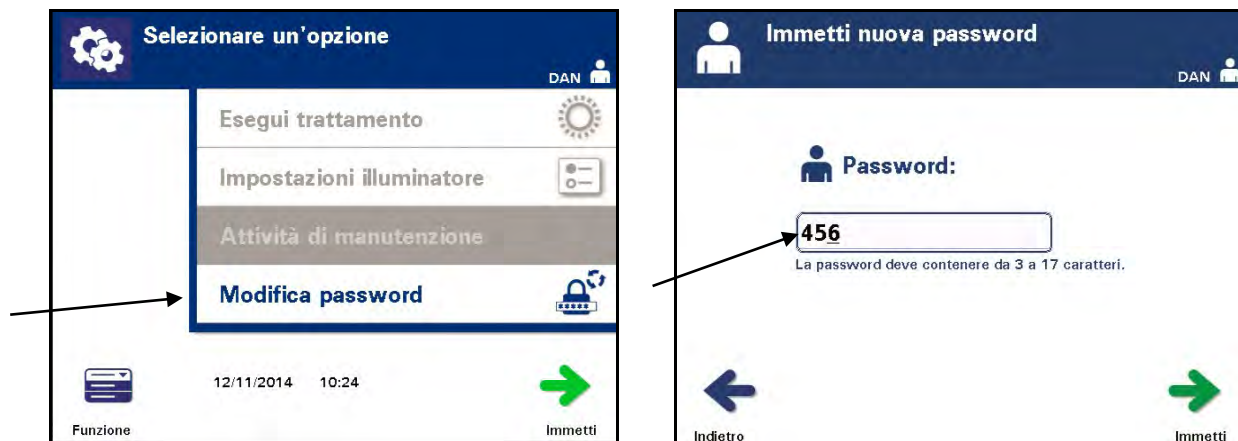 Selezionare un'opzione
DAN
Esegui trattamento
Impostazioni illuminatore
Attività di manutenzione
Modifica password
*****
12/11/2014 10:24
Funzione
Immetti
Immetti nuova password
DAN
Password:
456
La password deve contenere da 3 a 17 caratteri.
Indietro
Immetti